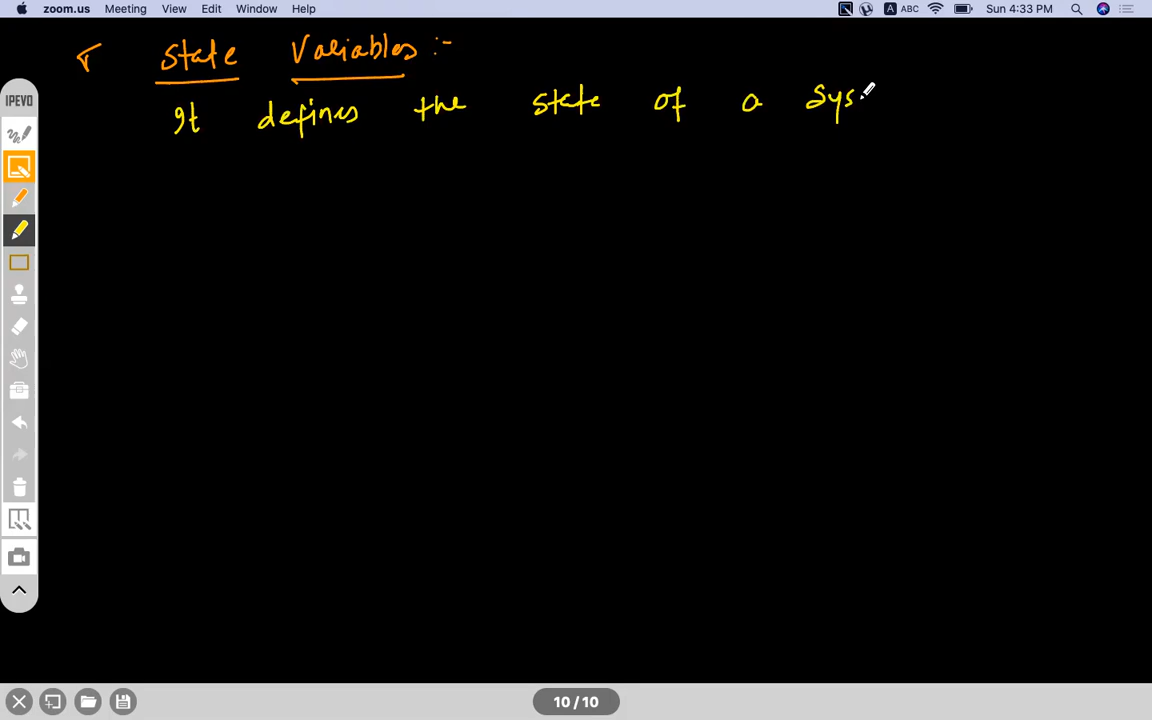 zoom.us Meeting View Edit Window Help A ABC Sun 4:33 PM
State Variables :-
IPEVO
It defines the state of a Sys
10 / 10